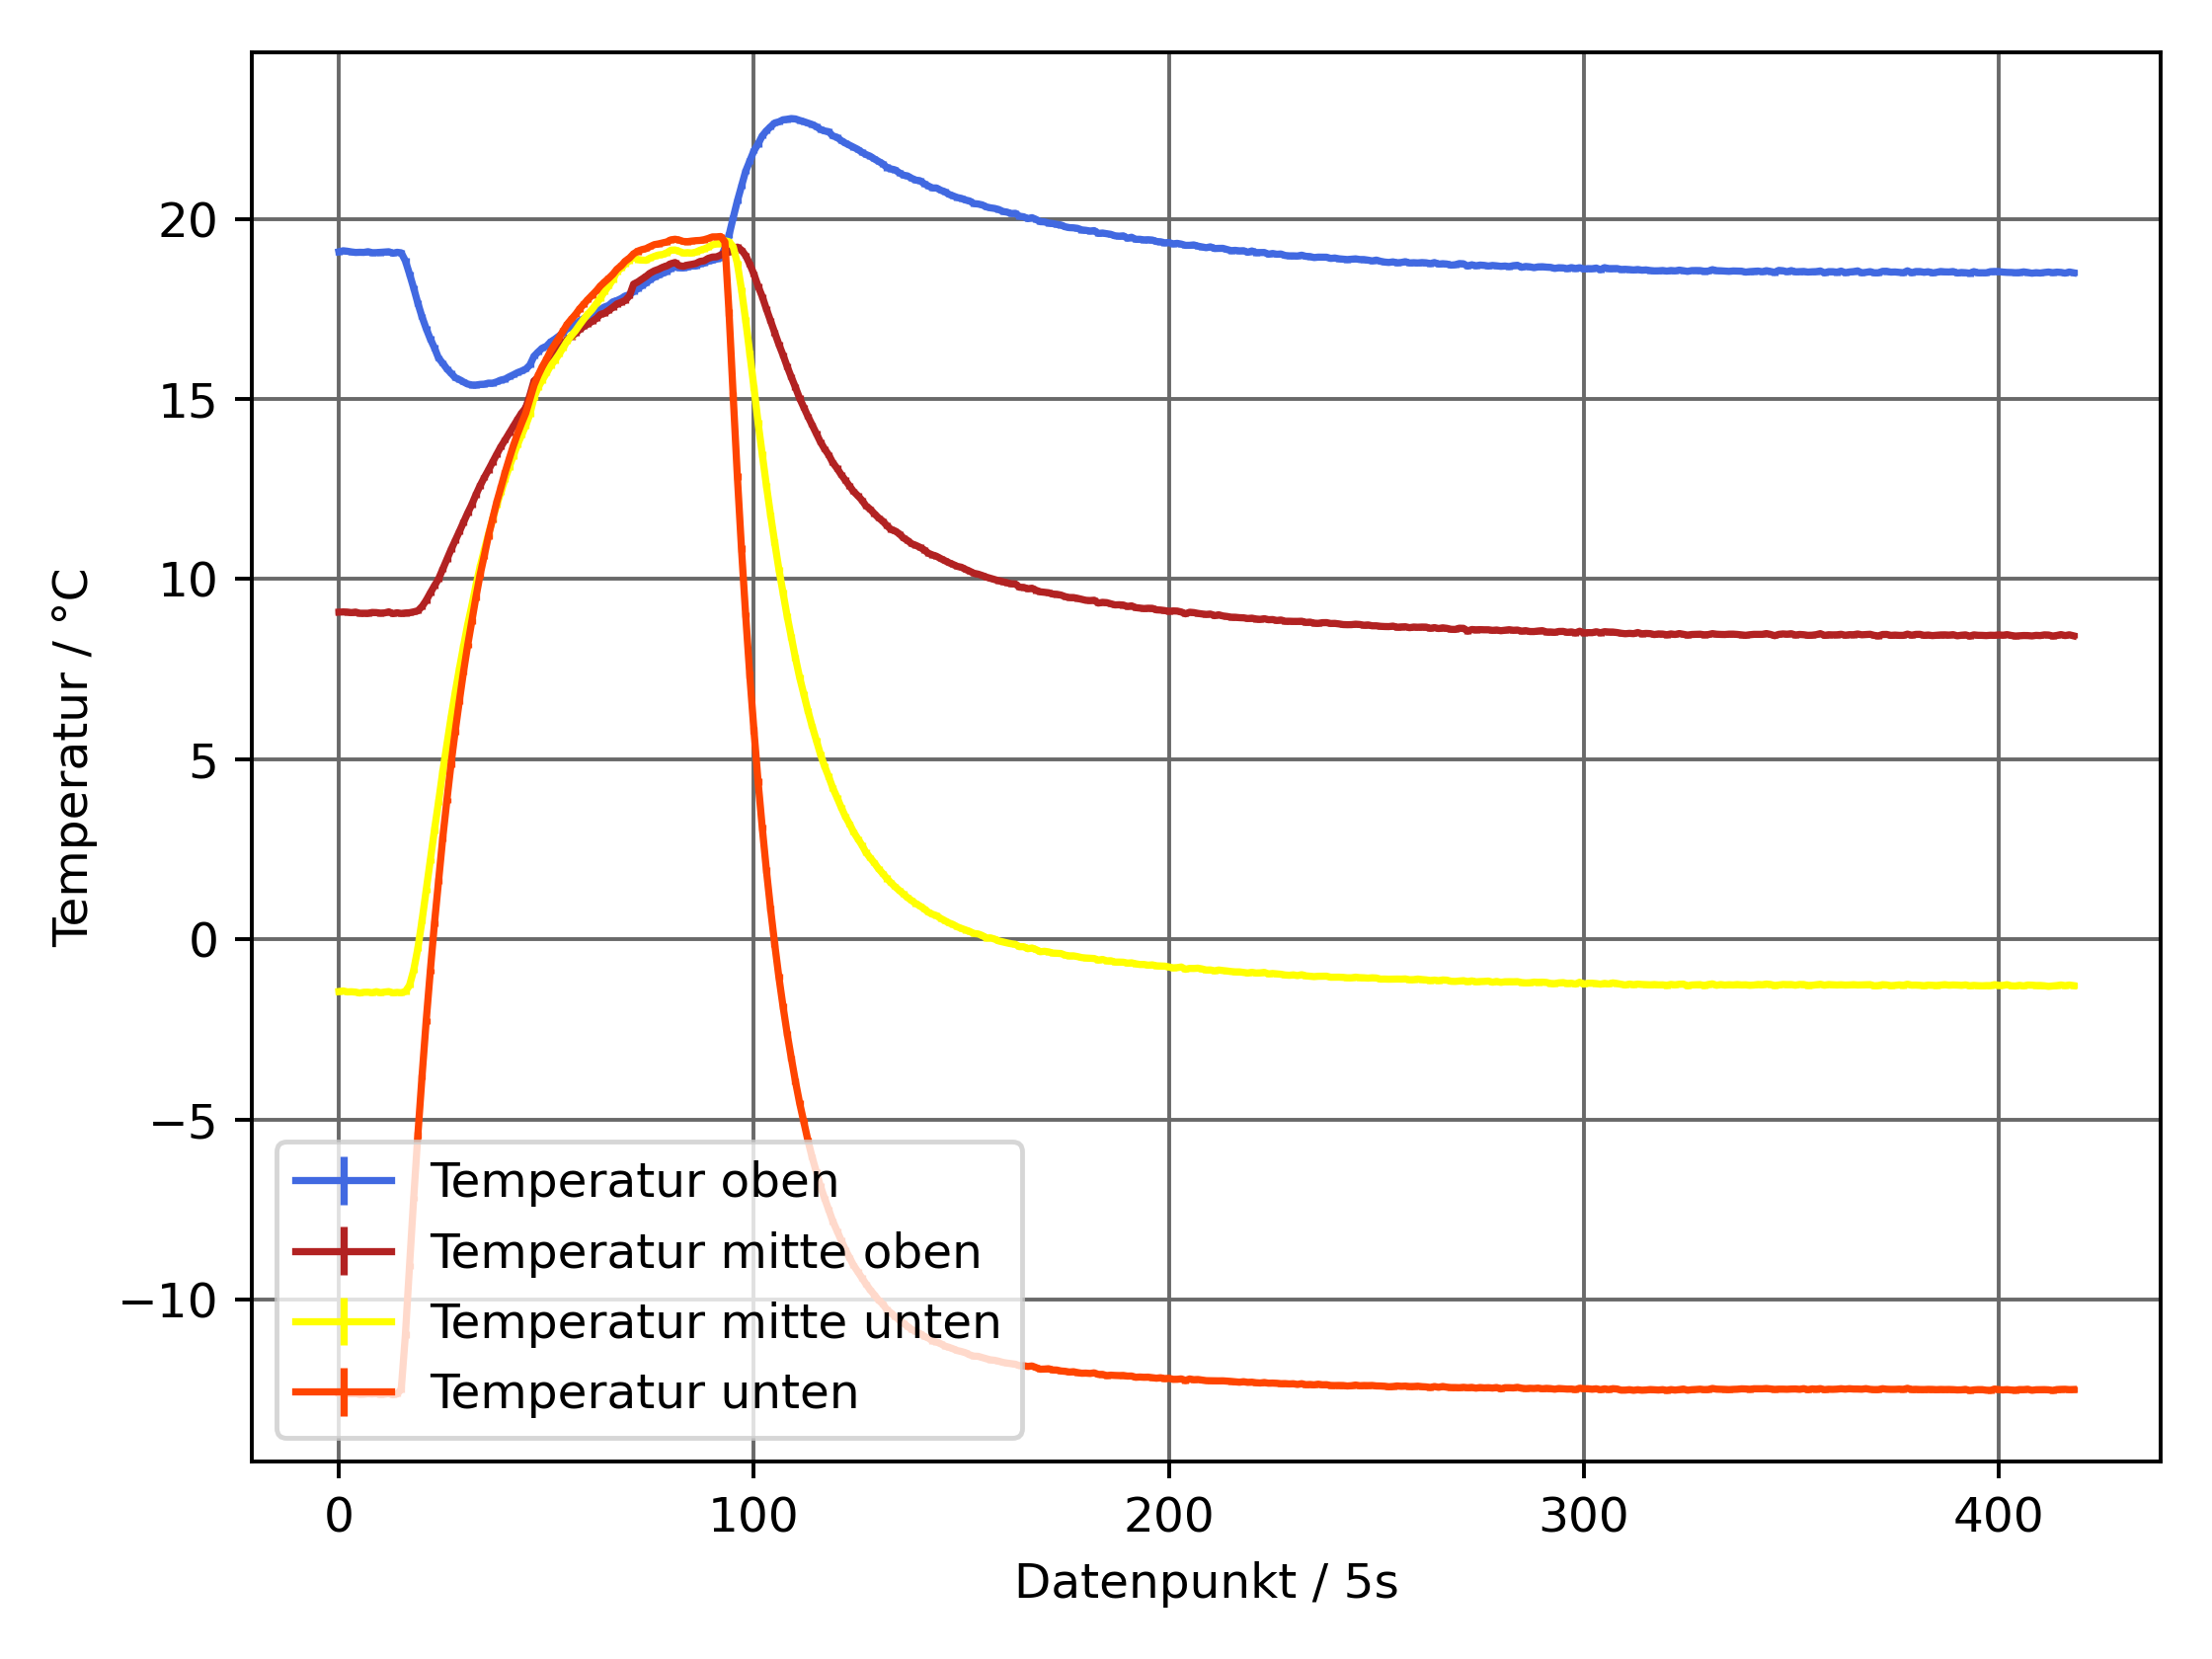 Temperatur / °C
20
15
10
5
0
−5
−10
Temperatur oben
Temperatur mitte oben
Temperatur mitte unten
Temperatur unten
0 100 200 300 400
Datenpunkt / 5s